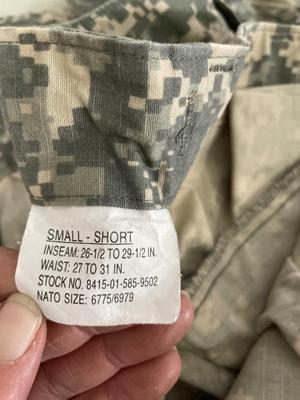 SMALL - SHORT
INSEAM: 26-1/2 TO 29-1/2 IN.
WAIST: 27 TO 31 IN.
STOCK NO. 8415-01-585-9502
NATO SIZE: 6775/6979